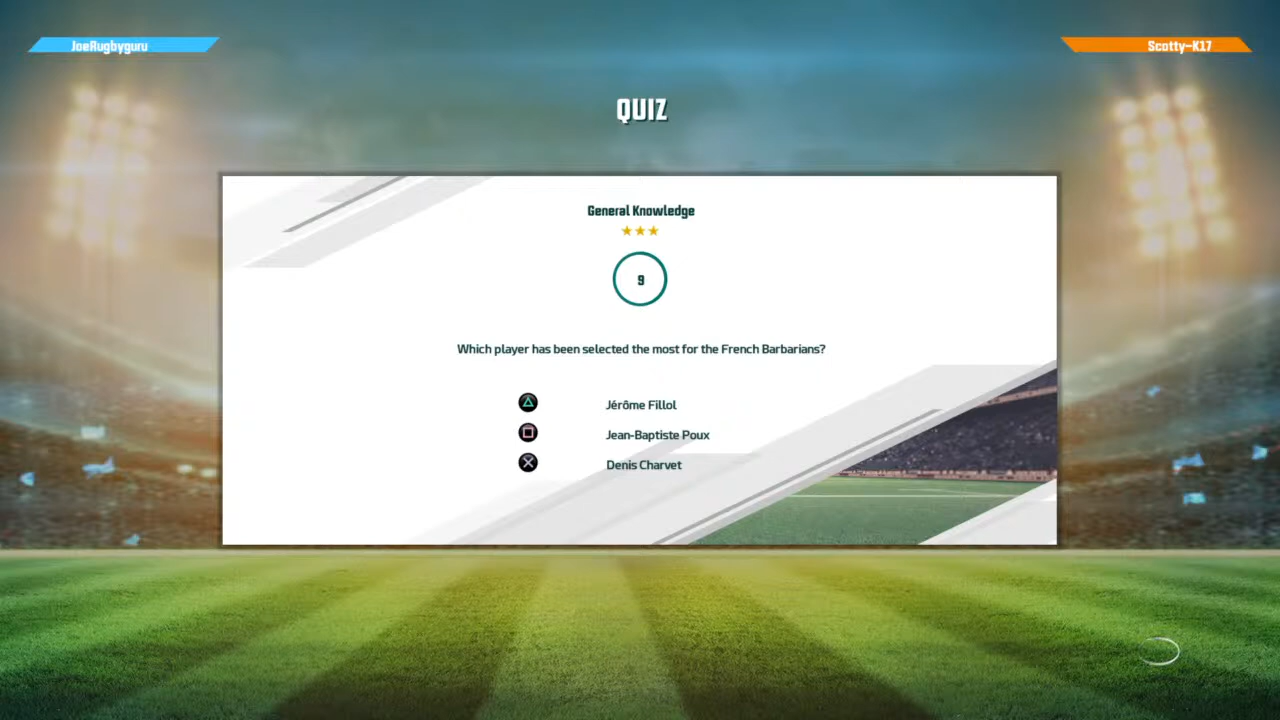 JoeRugbyguru
Scotty-K17
QUIZ
General Knowledge
9
Which player has been selected the most for the French Barbarians?
Jérôme Fillol
Jean-Baptiste Poux
Denis Charvet